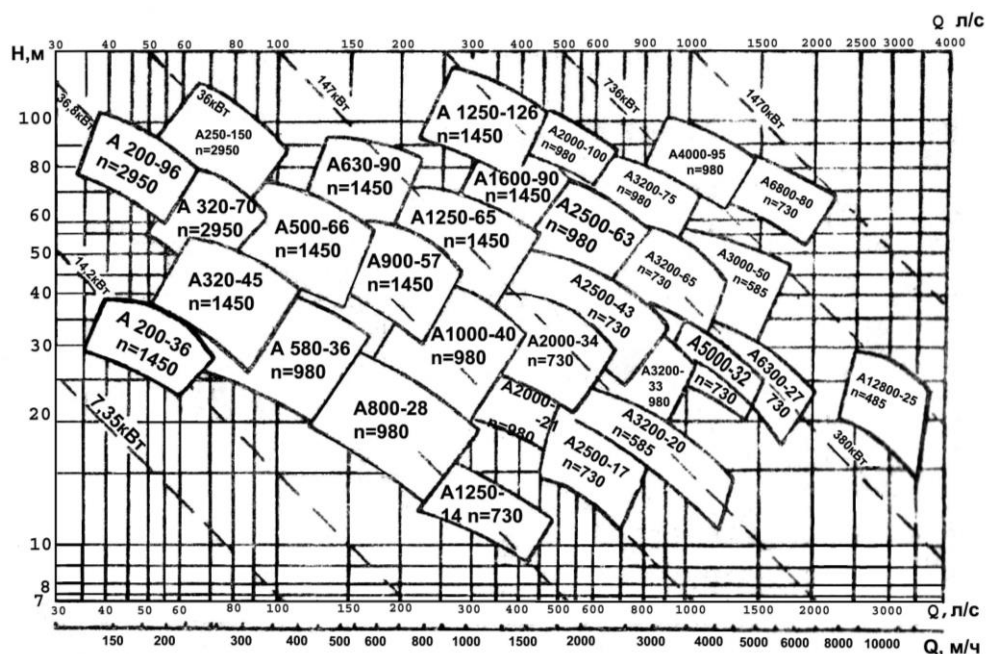 Q л/с
30 40 50 60 80 100 150 200 300 400 500 600 800 900 1000 1500 2000 2500 3000 4000
H,м
100
80
60
50
40
30
20
10
8
7
36,8кВт
36кВт
147кВт
736кВт
1470кВт
14,2кВт
7,35кВт
380кВт
А 200-96
n=2950
А250-150
n=2950
А630-90
n=1450
А 1250-126
n=1450
А2000-100
n=980
А4000-95
n=980
А6800-80
n=730
А 320-70
n=2950
А500-66
n=1450
А1250-65
n=1450
А1600-90
n=1450
А2500-63
n=980
А3200-75
n=980
А320-45
n=1450
А900-57
n=1450
А2500-43
n=730
А3200-65
n=730
А3000-50
n=585
А 200-36
n=1450
А 580-36
n=980
А1000-40
n=980
А2000-34
n=730
А3200-
33
980
А5000-32
n=730
А6300-27
730
А12800-25
n=485
А800-28
n=980
А2000-
-21
n=980
А2500-17
n=730
А3200-20
n=585
А1250-
14 n=730
30 40 50 60 80 100 150 200 300 400 500 600 800 1000 1500 2000 3000 Q, л/с
150 200 300 400 500 600 800 1000 1500 2000 3000 4000 5000 6000 8000 10000
Q, м/ч